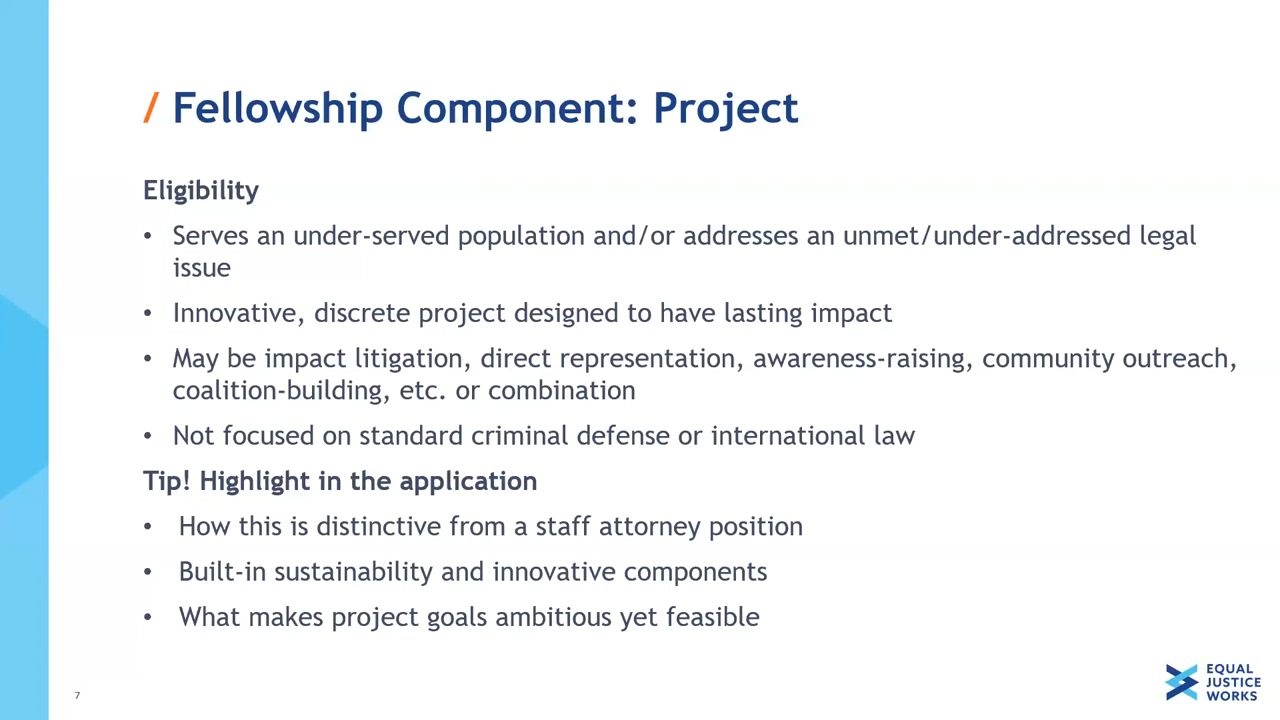 / Fellowship Component: Project
Eligibility
• Serves an under-served population and/or addresses an unmet/under-addressed legal
issue
• Innovative, discrete project designed to have lasting impact
• May be impact litigation, direct representation, awareness-raising, community outreach,
coalition-building, etc. or combination
• Not focused on standard criminal defense or international law
Tip! Highlight in the application
• How this is distinctive from a staff attorney position
• Built-in sustainability and innovative components
• What makes project goals ambitious yet feasible
7
EQUAL
JUSTICE
WORKS